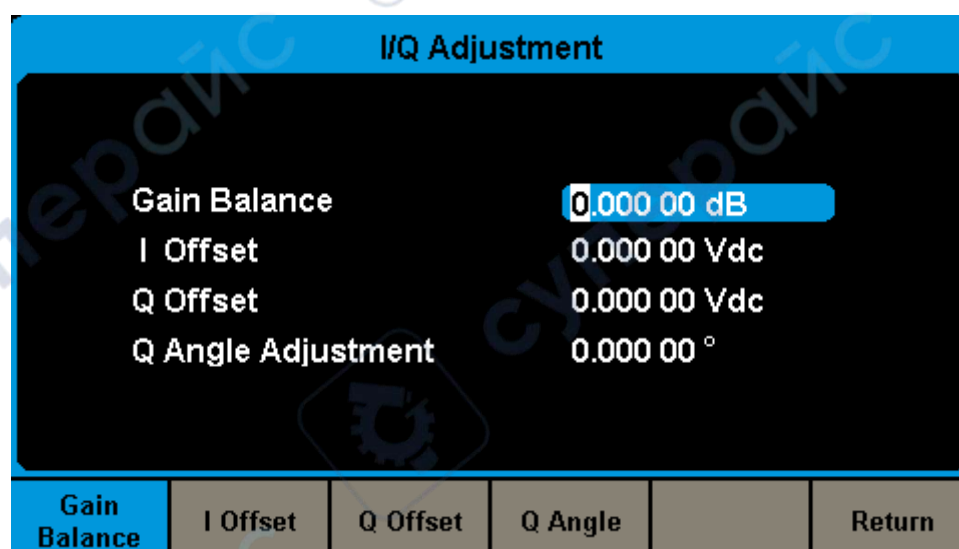 I/Q Adjustment
Gain Balance 0.000 00 dB
I Offset 0.000 00 Vdc
Q Offset 0.000 00 Vdc
Q Angle Adjustment 0.000 00 °
Gain Balance
I Offset
Q Offset
Q Angle
Return
суперайс